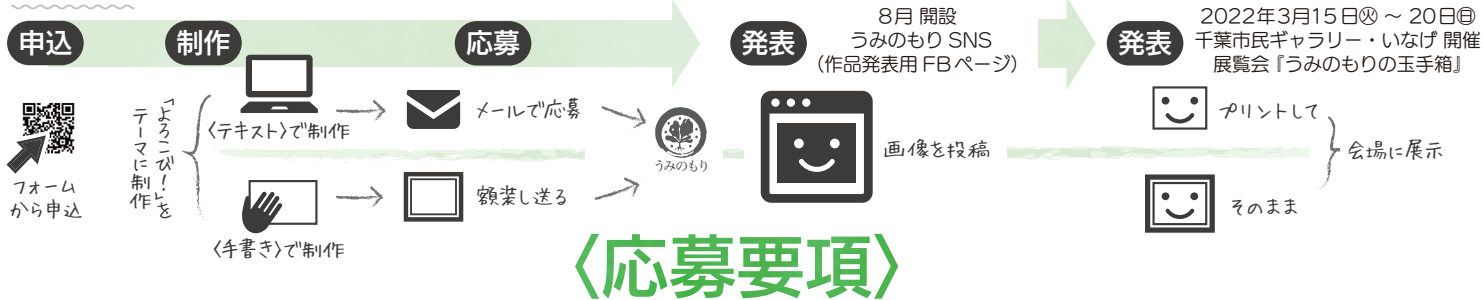 申込
フォーム
から申込
制作
「よろこび！」を
テーマに制作
〈テキスト〉で制作
〈手書き〉で制作
応募
メールで応募
額装し送る
うみのもり
発表
8月 開設
うみのもり SNS
（作品発表用 FB ページ）
画像を投稿
発表
2022年3月15日㊋ ～ 20日㊐
千葉市民ギャラリー・いなげ 開催
展覧会『うみのもりの玉手箱』
プリントして
そのまま
会場に展示
〈応募要項〉